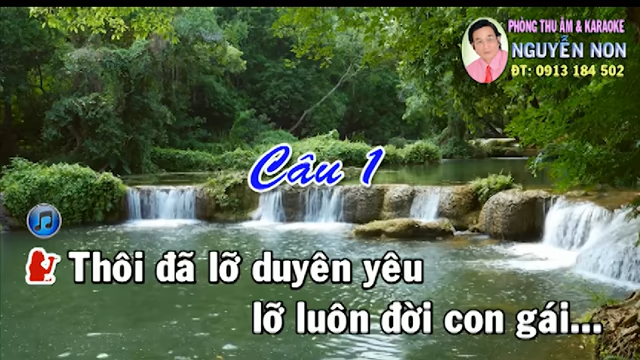 PHÒNG THU ÂM & KARAOKE
NGUYỄN NON
ĐT: 0913 184 502
Câu 1
Thôi đã lỡ duyên yêu
lỡ luôn đời con gái...